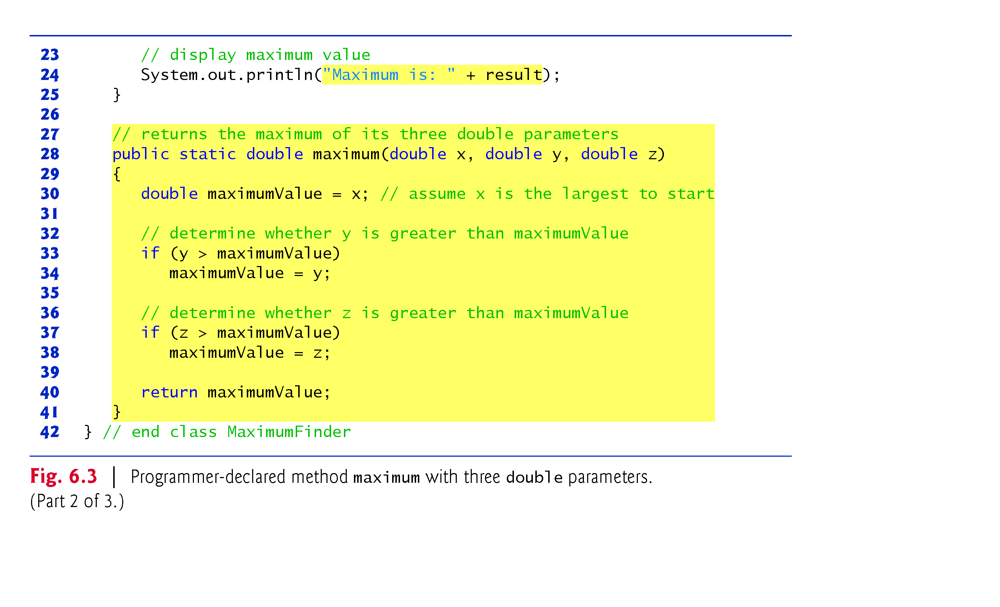 23 // display maximum value
24 System.out.println("Maximum is: " + result);
25 }
26
27 // returns the maximum of its three double parameters
28 public static double maximum(double x, double y, double z)
29 {
30 double maximumValue = x; // assume x is the largest to start
31
32 // determine whether y is greater than maximumValue
33 if (y > maximumValue)
34 maximumValue = y;
35
36 // determine whether z is greater than maximumValue
37 if (z > maximumValue)
38 maximumValue = z;
39
40 return maximumValue;
41 }
42 } // end class MaximumFinder
Fig. 6.3 | Programmer-declared method maximum with three double parameters.
(Part 2 of 3.)